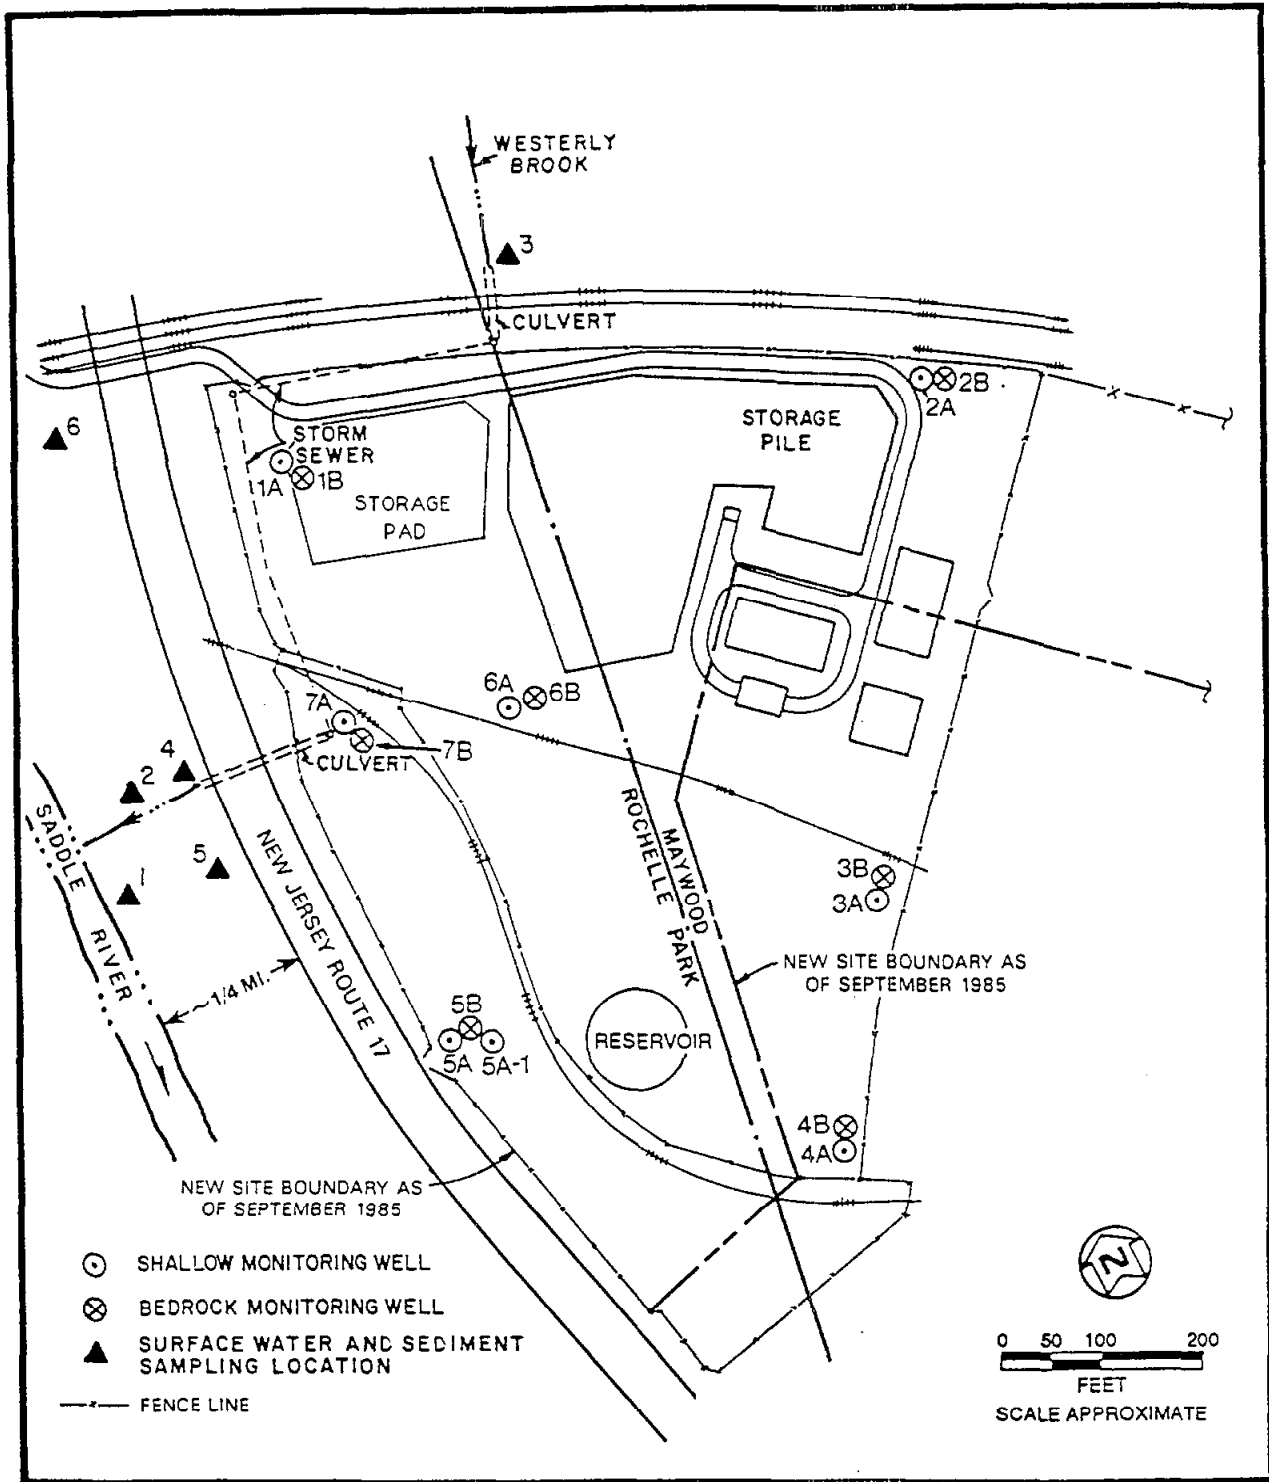 WESTERLY
BROOK
3
CULVERT
6
STORM
SEWER
1A
1B
STORAGE
PAD
STORAGE
PILE
2B
2A
6A
6B
7A
7B
CULVERT
4
2
5
1
SADDLE
RIVER
~1/4 MI.
NEW JERSEY ROUTE 17
MAYWOOD
ROCHELLE PARK
3B
3A
NEW SITE BOUNDARY AS
OF SEPTEMBER 1985
5B
5A
5A-1
RESERVOIR
4B
4A
NEW SITE BOUNDARY AS
OF SEPTEMBER 1985
SHALLOW MONITORING WELL
BEDROCK MONITORING WELL
SURFACE WATER AND SEDIMENT
SAMPLING LOCATION
FENCE LINE
N
0 50 100 200
FEET
SCALE APPROXIMATE